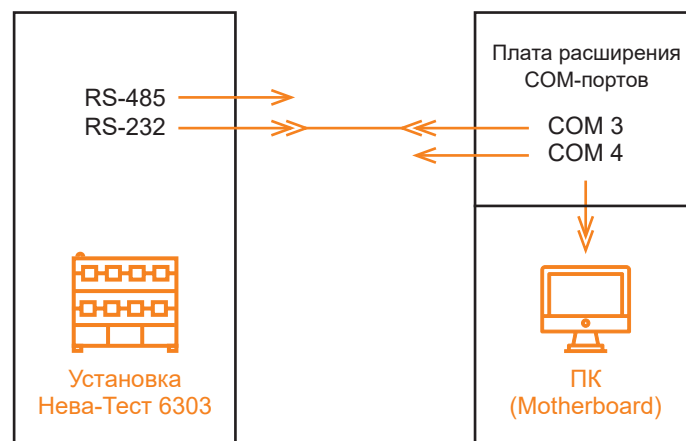 RS-485
RS-232
Установка
Нева-Тест 6303
Плата расширения
COM-портов
COM 3
COM 4
ПК
(Motherboard)